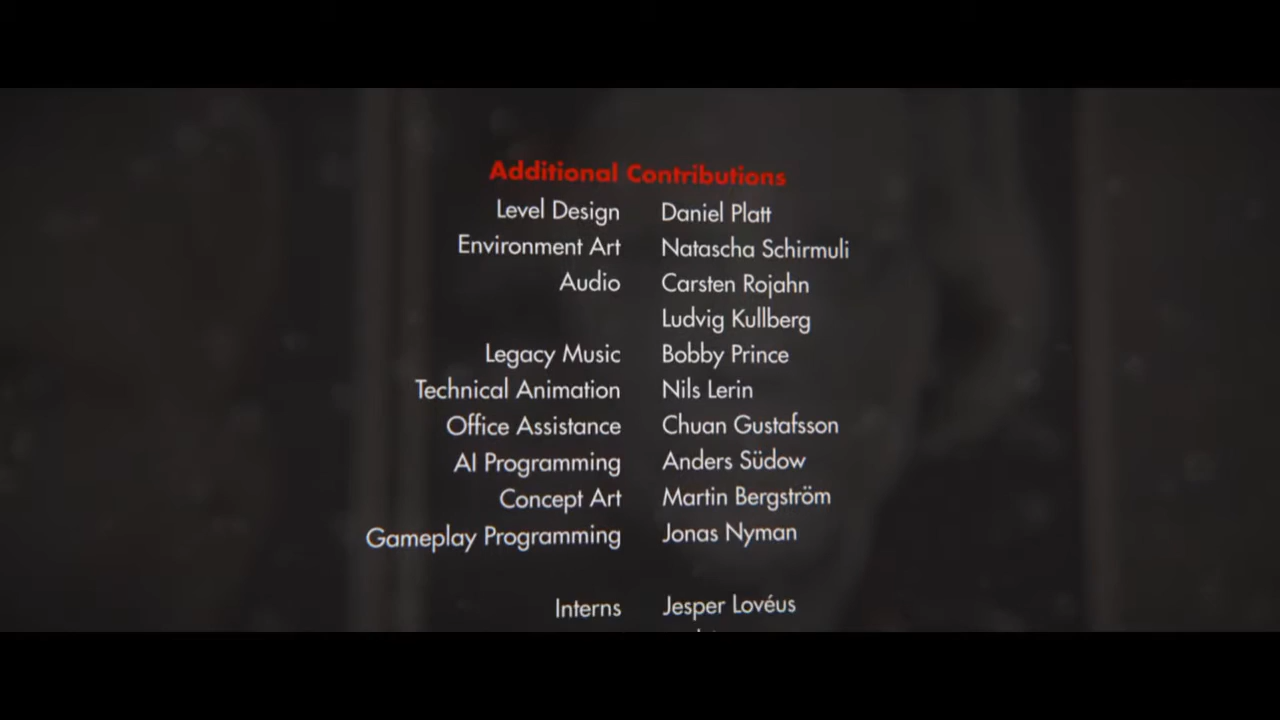 Additional Contributions
Level Design Daniel Platt
Environment Art Natascha Schirmuli
Audio Carsten Rojahn
Ludvig Kullberg
Legacy Music Bobby Prince
Technical Animation Nils Lerin
Office Assistance Chuan Gustafsson
AI Programming Anders Südow
Concept Art Martin Bergström
Gameplay Programming Jonas Nyman
Interns Jesper Lovéus